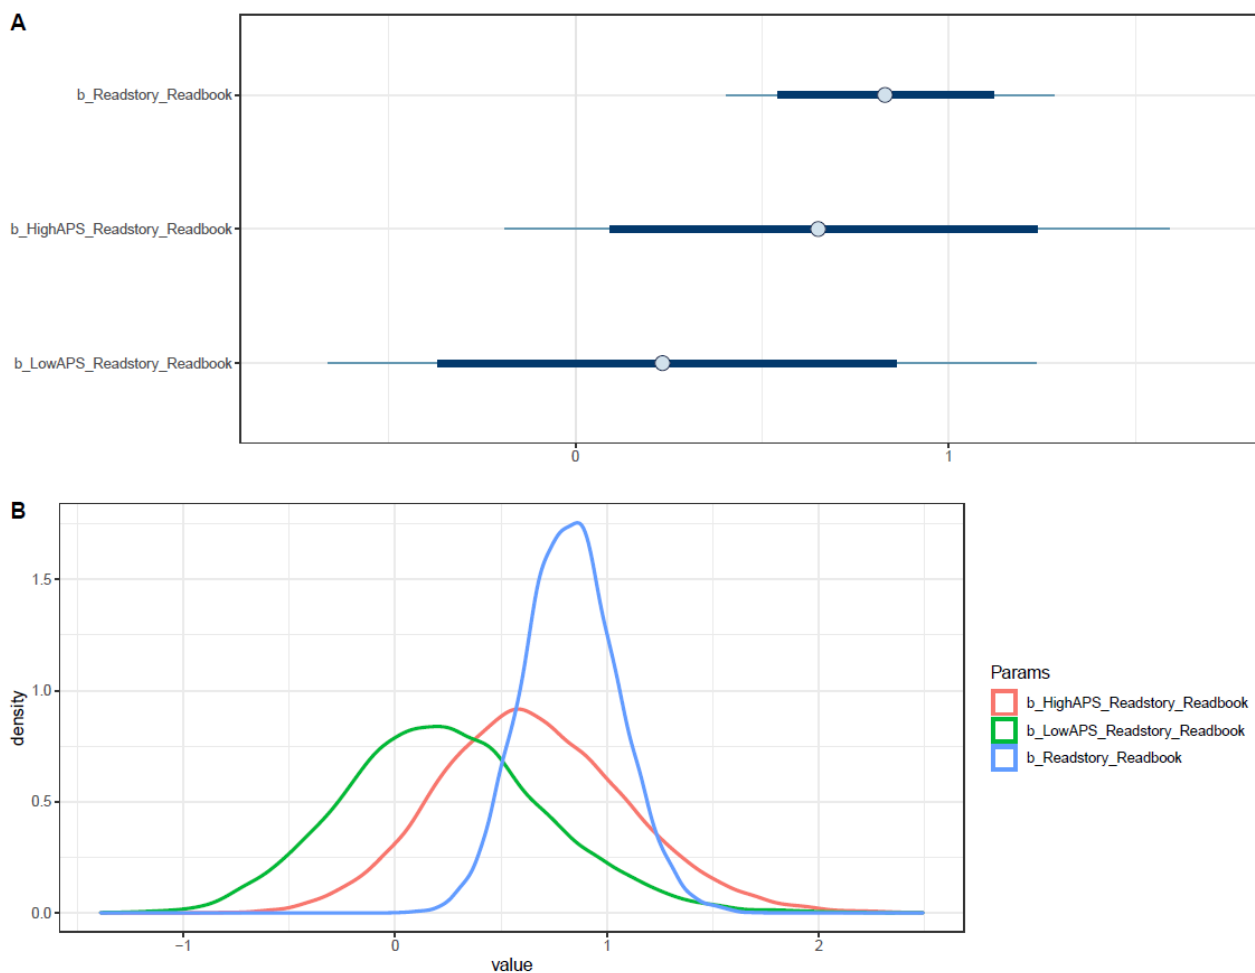 A
b_Readstory_Readbook
b_HighAPS_Readstory_Readbook
b_LowAPS_Readstory_Readbook
0 1
B
1.5
1.0
0.5
0.0
density
−1 0 1 2
value
Params
b_HighAPS_Readstory_Readbook
b_LowAPS_Readstory_Readbook
b_Readstory_Readbook